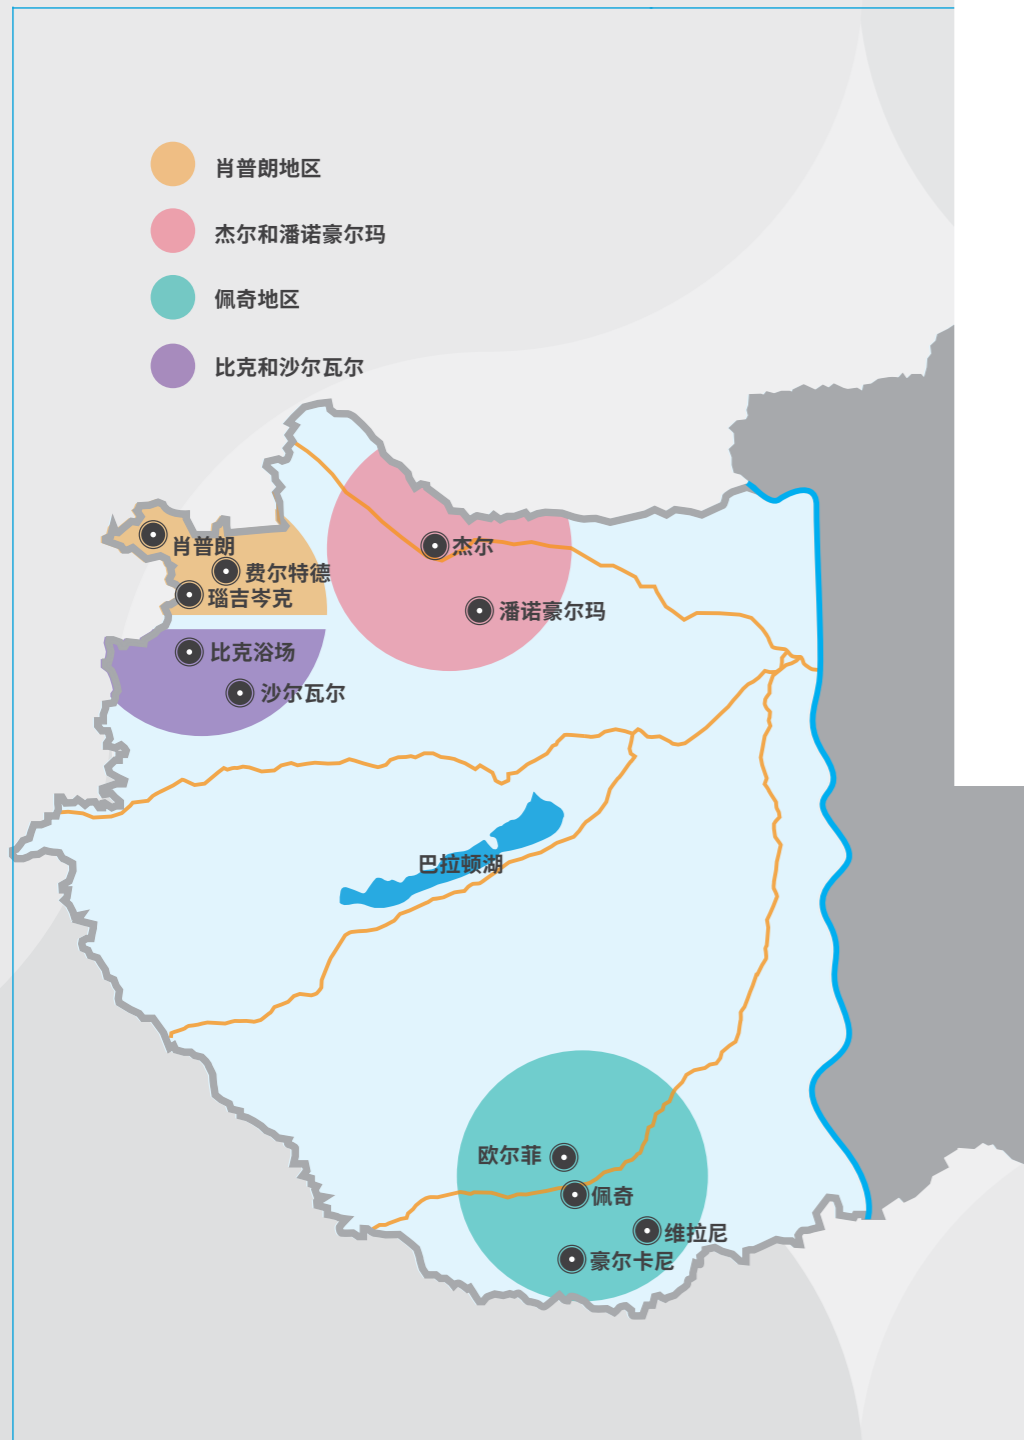 肖普朗地区
杰尔和潘诺豪尔玛
佩奇地区
比克和沙尔瓦尔
肖普朗
杰尔
费尔特德
瑙吉岑克
潘诺豪尔玛
比克浴场
沙尔瓦尔
巴拉顿湖
欧尔菲
佩奇
维拉尼
豪尔卡尼